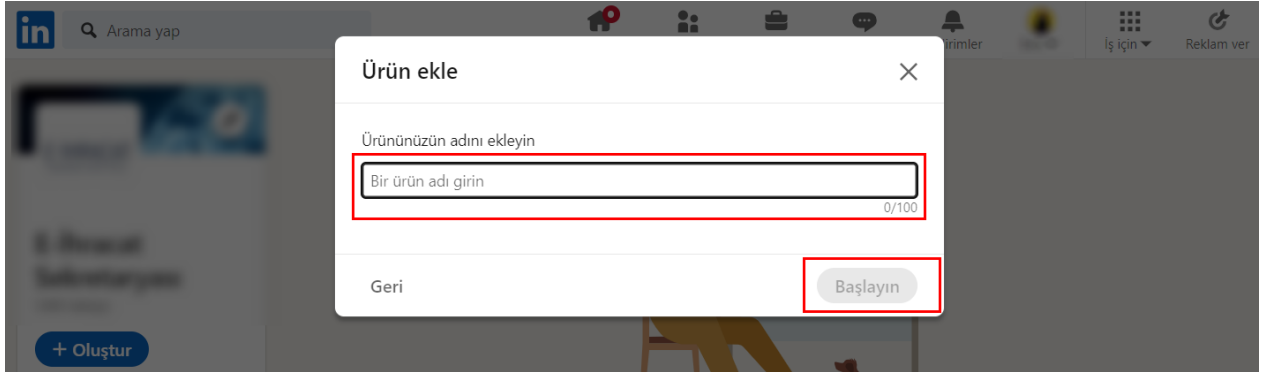 in
Arama yap
İş için
Reklam ver
Ürün ekle
Ürününüzün adını ekleyin
Bir ürün adı girin
0/100
Geri
Başlayın
+ Oluştur